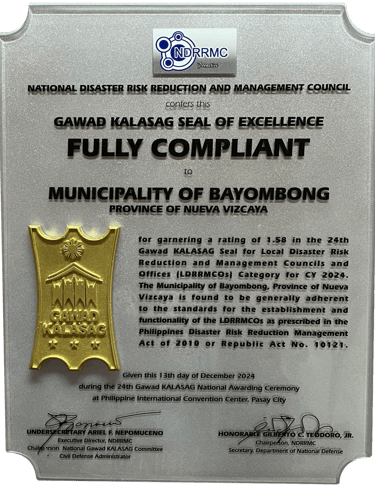 NDRRMC
NATIONAL DISASTER RISK REDUCTION AND MANAGEMENT COUNCIL
confers this
GAWAD KALASAG SEAL OF EXCELLENCE
FULLY COMPLIANT
to
MUNICIPALITY OF BAYOMBONG
PROVINCE OF NUEVA VIZCAYA
for garnering a rating of 1.58 in the 24th
Gawad KALASAG Seal for Local Disaster Risk
Reduction and Management Councils and
Offices (LDRRMCOs) Category for CY 2024.
The Municipality of Bayombong, Province of Nueva
Vizcaya is found to be generally adherent
to the standards for the establishment and
functionality of the LDRRMCOs as prescribed in the
Philippines Disaster Risk Reduction Management
Act of 2010 or Republic Act No. 10121.
GAWAD
KALASAG
Given this 13th day of December 2024
during the 24th Gawad KALASAG National Awarding Ceremony
at Philippine International Convention Center, Pasay City
UNDERSECRETARY ARIEL F. NEPOMUCENO
Executive Director, NDRRMC
Chairperson National Gawad KALASAG Committee
Civil Defense Administrator
HONORABLE GILBERTO C. TEODORO, JR.
Chairperson, NDRRMC
Secretary, Department of National Defense